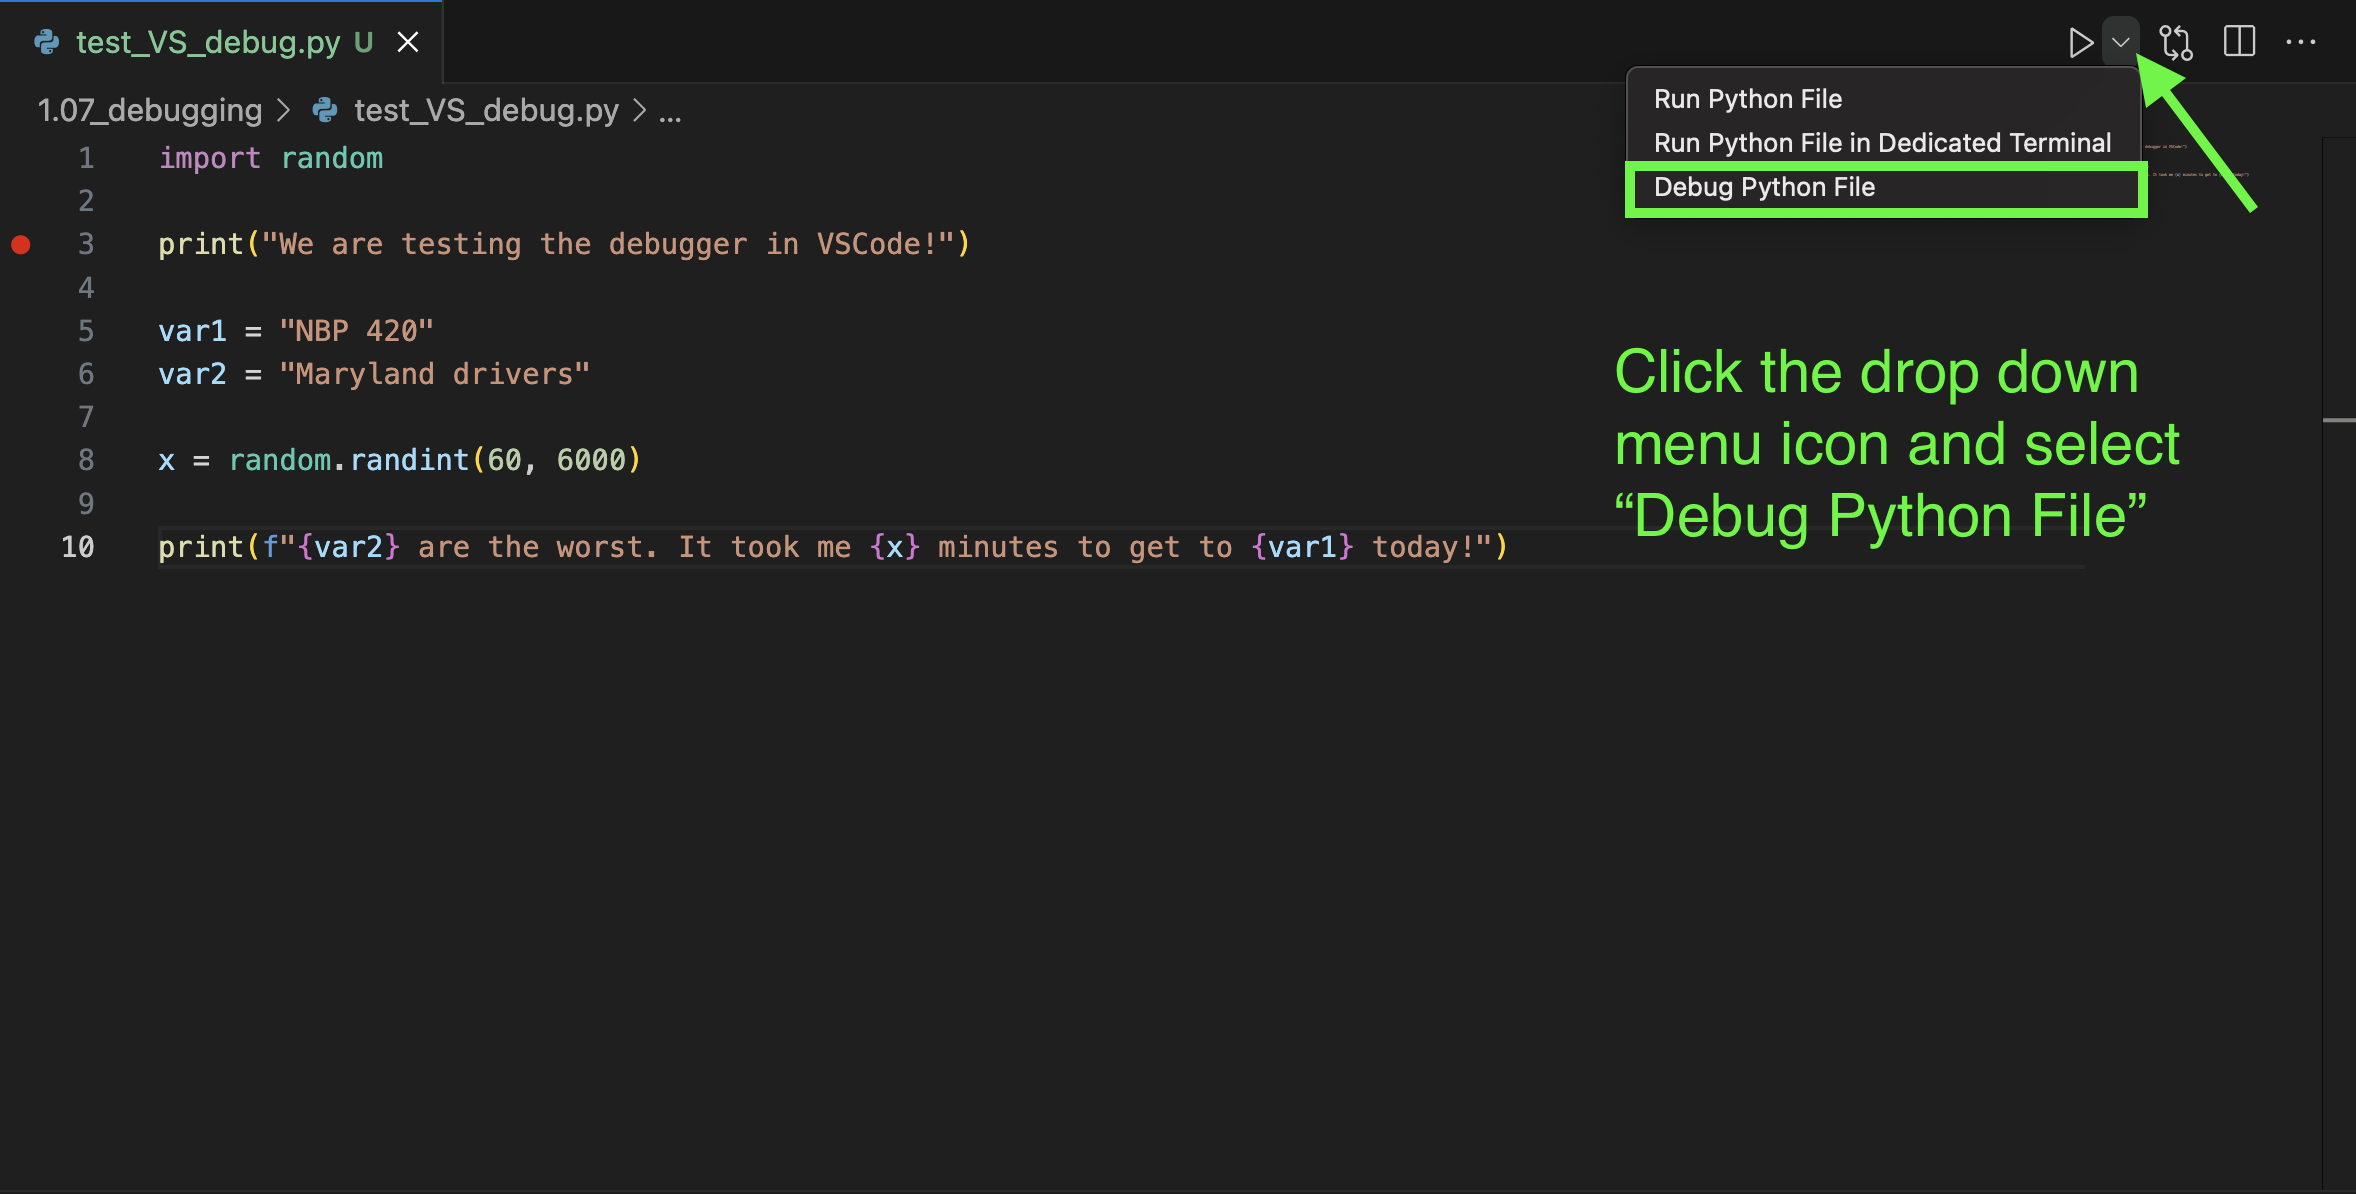 test_VS_debug.py U
1.07_debugging > test_VS_debug.py > ...
Run Python File
Run Python File in Dedicated Terminal
Debug Python File
1 import random
2
3 print("We are testing the debugger in VSCode!")
4
5 var1 = "NBP 420"
6 var2 = "Maryland drivers"
7
8 x = random.randint(60, 6000)
9
10 print(f"{var2} are the worst. It took me {x} minutes to get to {var1} today!")
Click the drop down
menu icon and select
“Debug Python File”